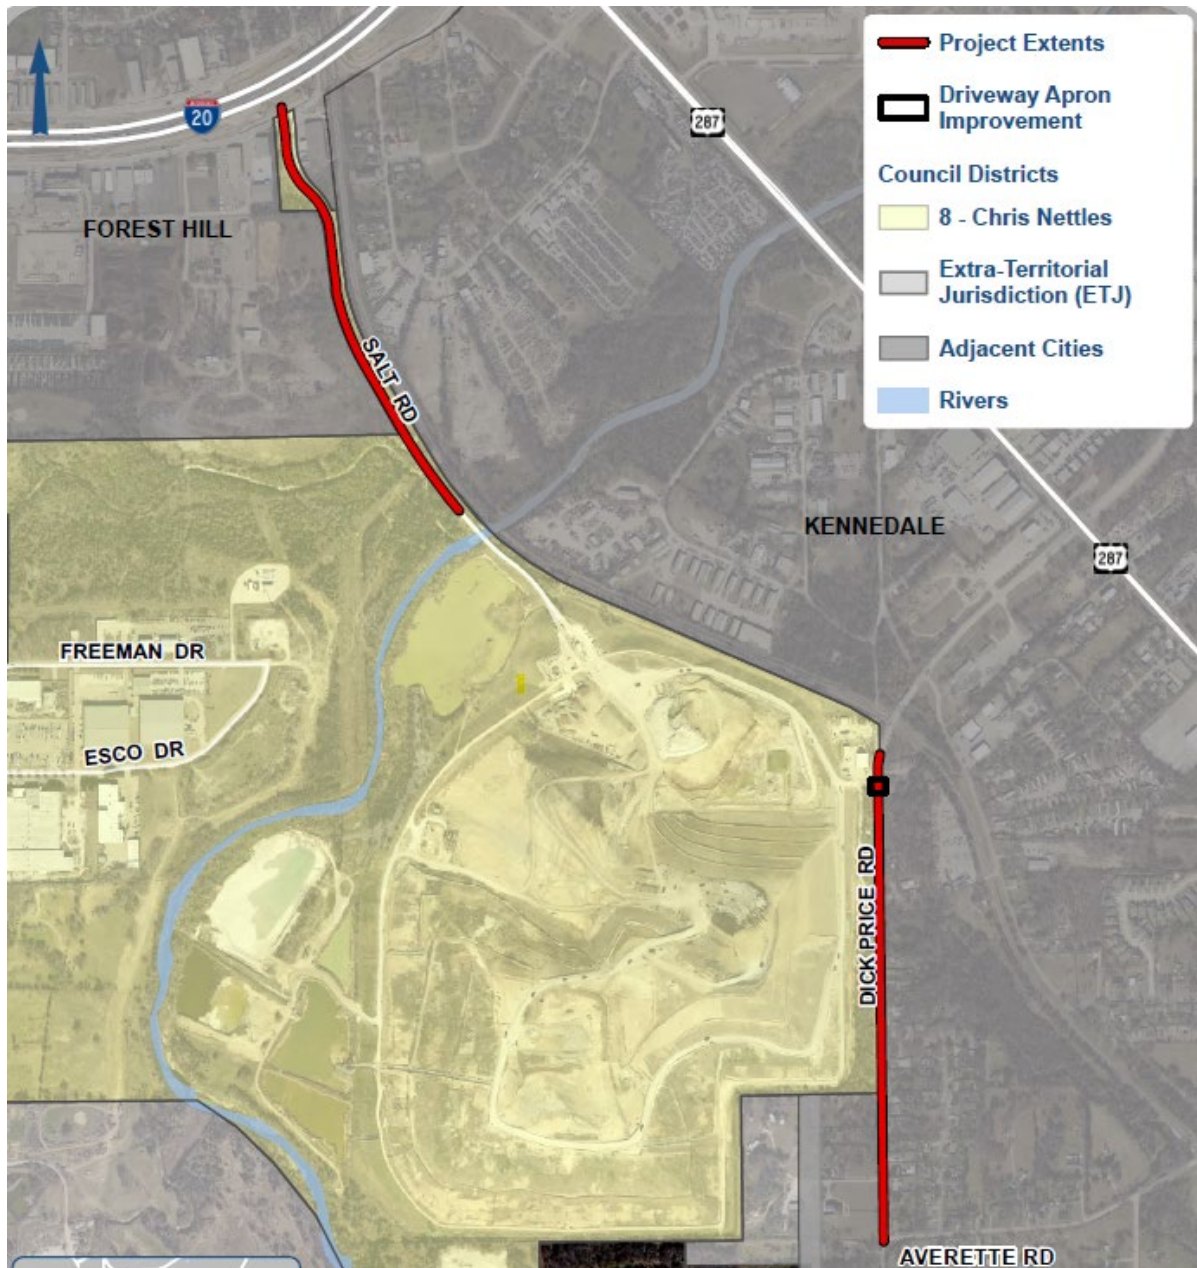 Project Extents
Driveway Apron
Improvement
Council Districts
8 - Chris Nettles
Extra-Territorial
Jurisdiction (ETJ)
Adjacent Cities
Rivers
20
287
FOREST HILL
SALT RD
KENNEDALE
287
FREEMAN DR
ESCO DR
DICK PRICE RD
AVERETTE RD